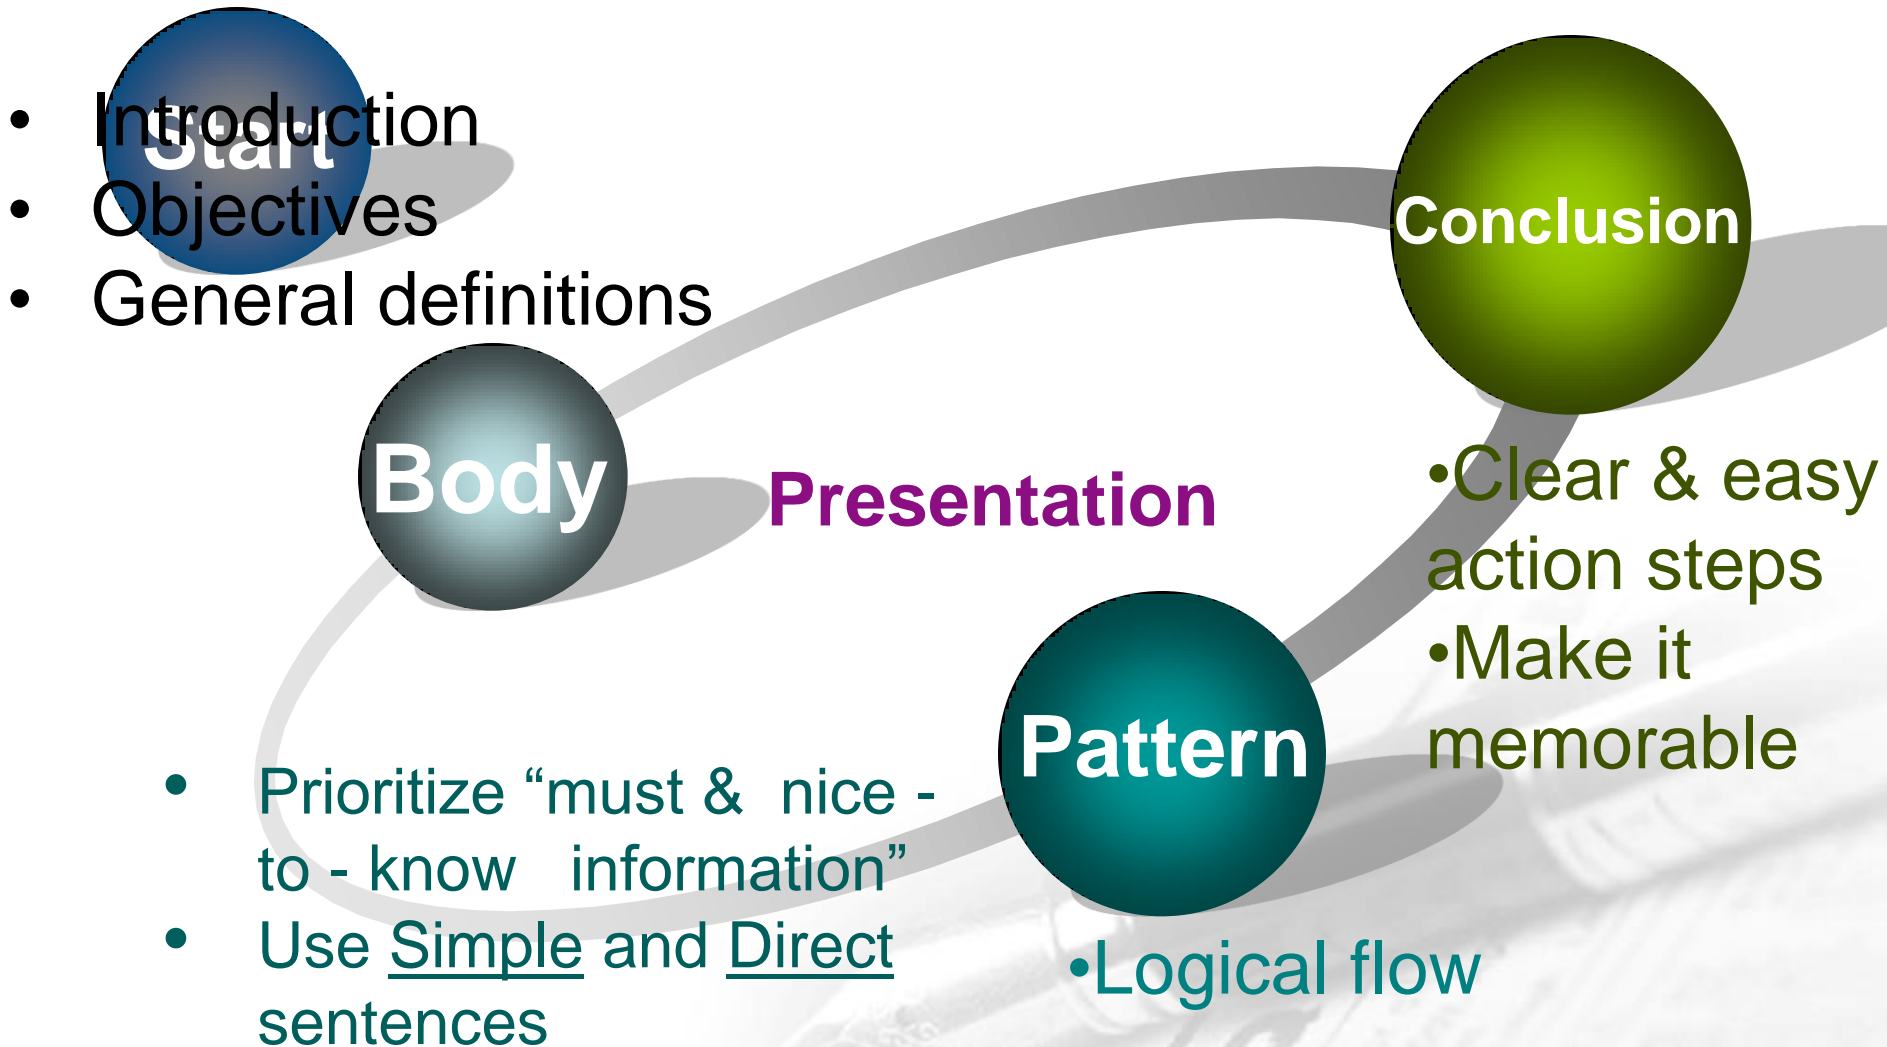 Start
• Introduction
• Objectives
• General definitions
Body
• Prioritize “must & nice -
to - know information”
• Use Simple and Direct
sentences
Presentation
Pattern
•Logical flow
Conclusion
•Clear & easy
action steps
•Make it
memorable